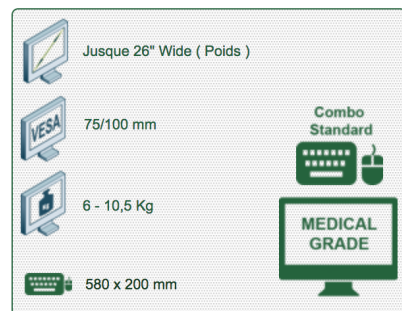 Jusque 26" Wide ( Poids )
VESA
75/100 mm
KG
6 - 10,5 Kg
580 x 200 mm
Combo
Standard
MEDICAL
GRADE